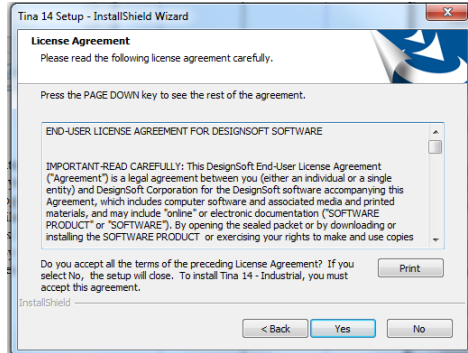 Tina 14 Setup - InstallShield Wizard
License Agreement
Please read the following license agreement carefully.
Press the PAGE DOWN key to see the rest of the agreement.
END-USER LICENSE AGREEMENT FOR DESIGNSOFT SOFTWARE
IMPORTANT-READ CAREFULLY: This DesignSoft End-User License Agreement
("Agreement") is a legal agreement between you (either an individual or a single
entity) and DesignSoft Corporation for the DesignSoft software accompanying this
Agreement, which includes computer software and associated media and printed
materials, and may include "online" or electronic documentation ("SOFTWARE
PRODUCT" or "SOFTWARE"). By opening the sealed packet or by downloading or
installing the SOFTWARE PRODUCT or exercising your rights to make and use copies
Do you accept all the terms of the preceding License Agreement? If you
select No, the setup will close. To install Tina 14 - Industrial, you must
accept this agreement.
Print
InstallShield
< Back Yes No